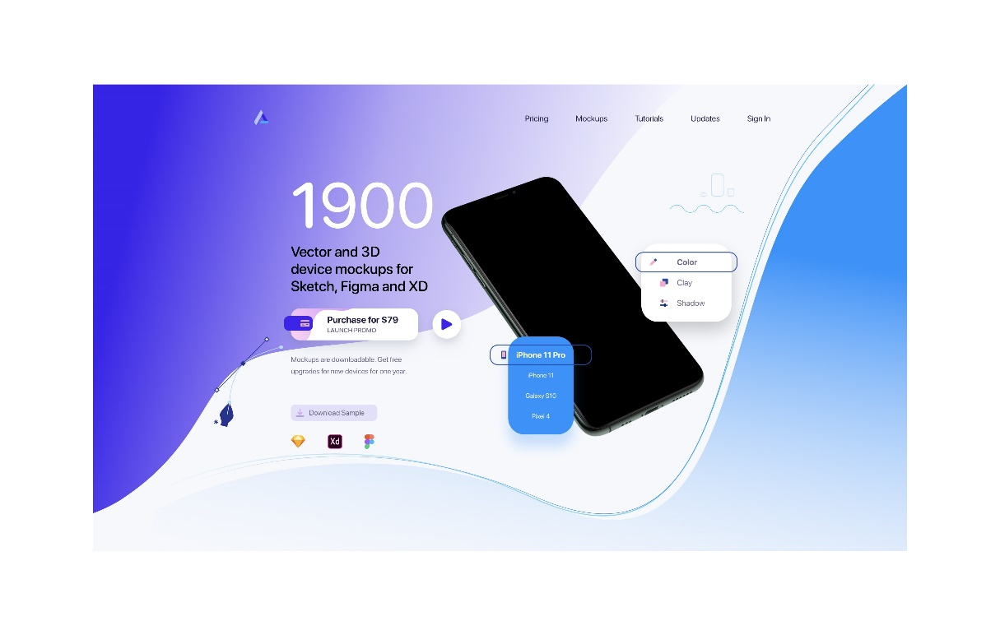 Pricing
Mockups
Tutorials
Updates
Sign In
1900
Vector and 3D
device mockups for
Sketch, Figma and XD
Purchase for S79
LAUNCH PROMO
Mockups are downloadable. Get free
upgrades for new devices for one year.
Download Sample
Xd
Color
Clay
Shadow
iPhone 11 Pro
iPhone 11
Galaxy S10
Pixel 4